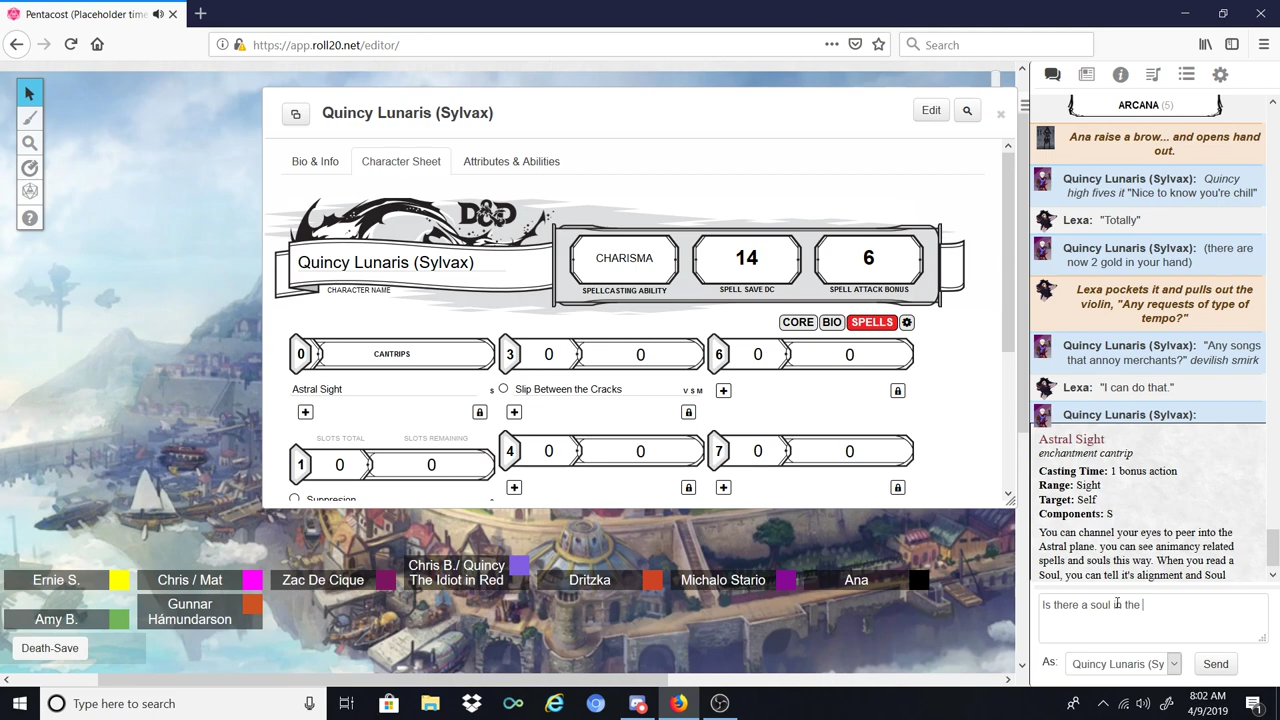 Pentacost (Placeholder time
https://app.roll20.net/editor/
Search
Quincy Lunaris (Sylvax)
Edit
Bio & Info
Character Sheet
Attributes & Abilities
D&D
Quincy Lunaris (Sylvax)
CHARACTER NAME
CHARISMA
14
6
SPELLCASTING ABILITY
SPELL SAVE DC
SPELL ATTACK BONUS
CORE
BIO
SPELLS
0
CANTRIPS
3
0
0
6
0
0
Astral Sight
S
Slip Between the Cracks
V S M
SLOTS TOTAL
SLOTS REMAINING
1
0
0
4
0
0
7
0
0
Suppresion
ARCANA (5)
Ana raise a brow... and opens hand
out.
Quincy Lunaris (Sylvax): Quincy
high fives it "Nice to know you're chill"
Lexa: "Totally"
Quincy Lunaris (Sylvax): (there are
now 2 gold in your hand)
Lexa pockets it and pulls out the
violin, "Any requests of type of
tempo?"
Quincy Lunaris (Sylvax): "Any songs
that annoy merchants?" devilish smirk
Lexa: "I can do that."
Quincy Lunaris (Sylvax):
Astral Sight
enchantment cantrip
Casting Time: 1 bonus action
Range: Sight
Target: Self
Components: S
You can channel your eyes to peer into the
Astral plane. you can see animancy related
spells and souls this way. When you read a
Soul, you can tell it's alignment and Soul
Is there a soul in the
As:
Quincy Lunaris (Sy
Send
Ernie S.
Chris / Mat
Zac De Cique
Chris B./ Quincy
The Idiot in Red
Dritzka
Michalo Stario
Ana
Amy B.
Gunnar
Hámundarson
Death-Save
Type here to search
8:02 AM
4/9/2019
1